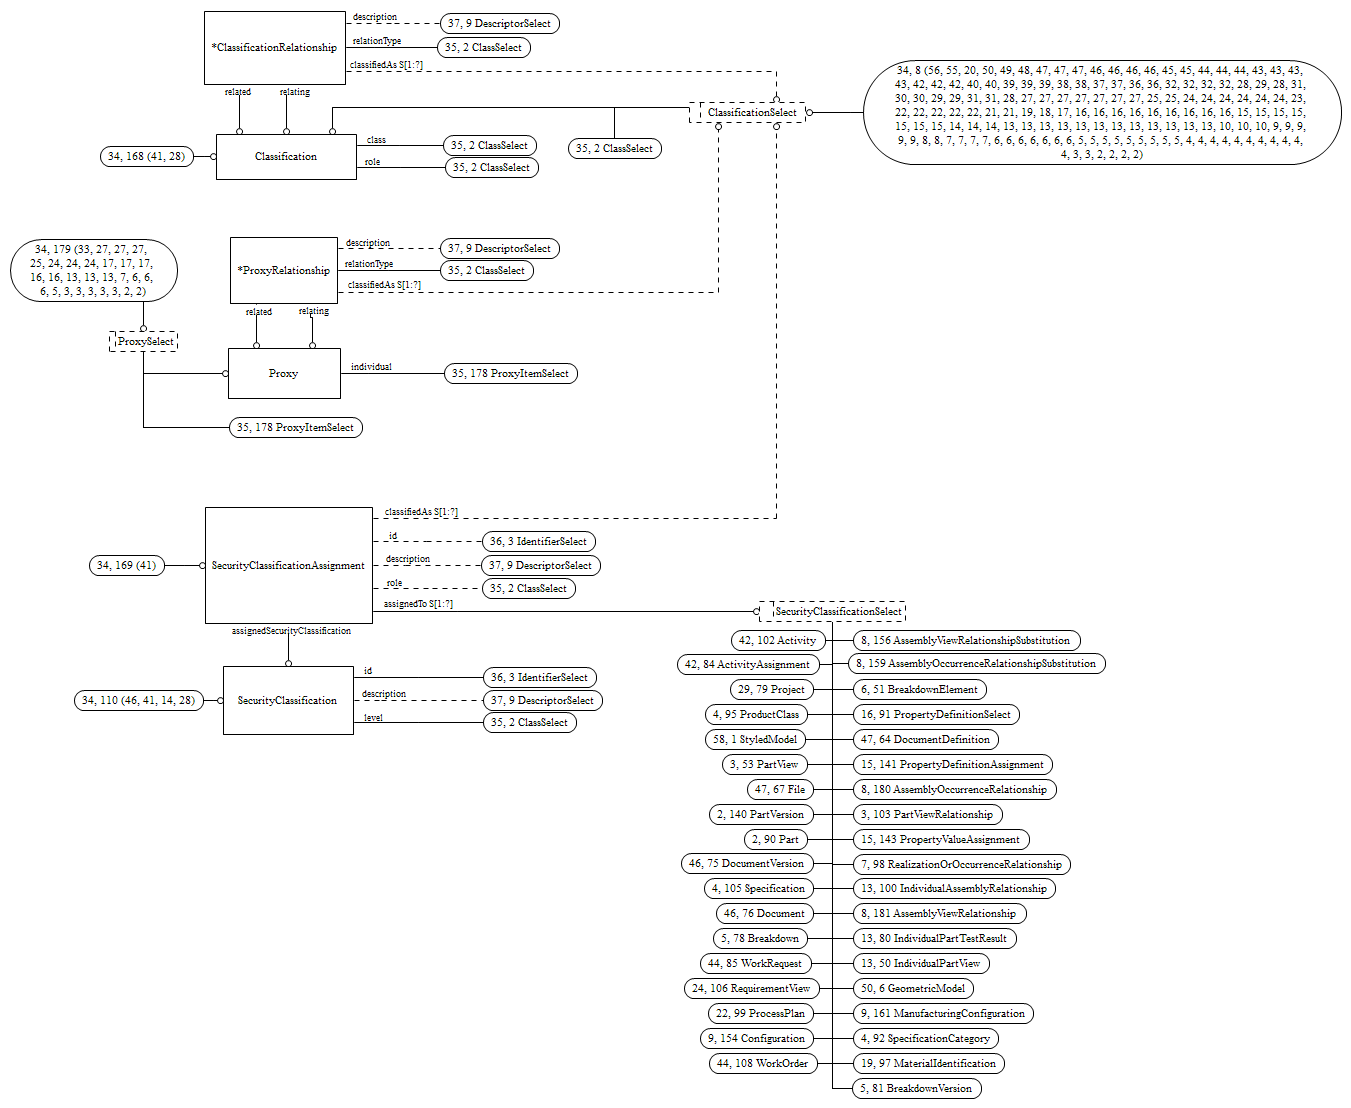 description
37, 9 DescriptorSelect
*ClassificationRelationship
relationType
35, 2 ClassSelect
classifiedAs S[1:?]
related
relating
34, 8 (56, 55, 20, 50, 49, 48, 47, 47, 47, 46, 46, 46, 46, 45, 45, 44, 44, 44, 43, 43, 43,
43, 42, 42, 42, 40, 40, 39, 39, 39, 38, 38, 37, 37, 36, 36, 32, 32, 32, 32, 28, 29, 28, 31,
30, 30, 29, 29, 31, 31, 28, 27, 27, 27, 27, 27, 27, 27, 25, 25, 24, 24, 24, 24, 24, 24, 23,
22, 22, 22, 22, 22, 21, 21, 19, 18, 17, 16, 16, 16, 16, 16, 16, 16, 16, 16, 15, 15, 15, 15,
15, 15, 15, 14, 14, 14, 13, 13, 13, 13, 13, 13, 13, 13, 13, 13, 13, 13, 10, 10, 10, 9, 9, 9,
9, 9, 8, 8, 7, 7, 7, 7, 6, 6, 6, 6, 6, 6, 6, 5, 5, 5, 5, 5, 5, 5, 5, 5, 4, 4, 4, 4, 4, 4, 4, 4, 4, 4,
4, 3, 3, 2, 2, 2, 2)
ClassificationSelect
34, 168 (41, 28)
Classification
class
35, 2 ClassSelect
role
35, 2 ClassSelect
35, 2 ClassSelect
34, 179 (33, 27, 27, 27,
25, 24, 24, 24, 17, 17, 17,
16, 16, 13, 13, 13, 7, 6, 6,
6, 5, 3, 3, 3, 3, 3, 2, 2)
*ProxyRelationship
description
37, 9 DescriptorSelect
relationType
35, 2 ClassSelect
classifiedAs S[1:?]
related
relating
ProxySelect
Proxy
individual
35, 178 ProxyItemSelect
35, 178 ProxyItemSelect
classifiedAs S[1:?]
id
36, 3 IdentifierSelect
34, 169 (41)
SecurityClassificationAssignment
description
37, 9 DescriptorSelect
role
35, 2 ClassSelect
assignedTo S[1:?]
SecurityClassificationSelect
assignedSecurityClassification
34, 110 (46, 41, 14, 28)
SecurityClassification
id
36, 3 IdentifierSelect
description
37, 9 DescriptorSelect
level
35, 2 ClassSelect
42, 102 Activity
8, 156 AssemblyViewRelationshipSubstitution
42, 84 ActivityAssignment
8, 159 AssemblyOccurrenceRelationshipSubstitution
29, 79 Project
6, 51 BreakdownElement
4, 95 ProductClass
16, 91 PropertyDefinitionSelect
58, 1 StyledModel
47, 64 DocumentDefinition
3, 53 PartView
15, 141 PropertyDefinitionAssignment
47, 67 File
8, 180 AssemblyOccurrenceRelationship
2, 140 PartVersion
3, 103 PartViewRelationship
2, 90 Part
15, 143 PropertyValueAssignment
46, 75 DocumentVersion
7, 98 RealizationOrOccurrenceRelationship
4, 105 Specification
13, 100 IndividualAssemblyRelationship
46, 76 Document
8, 181 AssemblyViewRelationship
5, 78 Breakdown
13, 80 IndividualPartTestResult
44, 85 WorkRequest
13, 50 IndividualPartView
24, 106 RequirementView
50, 6 GeometricModel
22, 99 ProcessPlan
9, 161 ManufacturingConfiguration
9, 154 Configuration
4, 92 SpecificationCategory
44, 108 WorkOrder
19, 97 MaterialIdentification
5, 81 BreakdownVersion